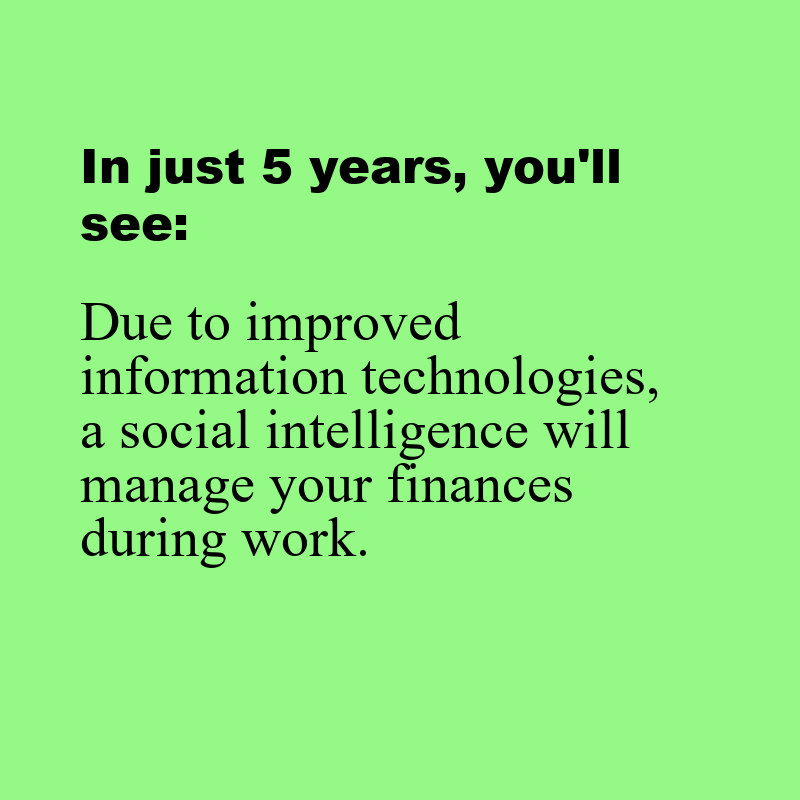 In just 5 years, you'll
see:
Due to improved
information technologies,
a social intelligence will
manage your finances
during work.